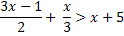 (3x − 1)/2 + x/3 > x + 5